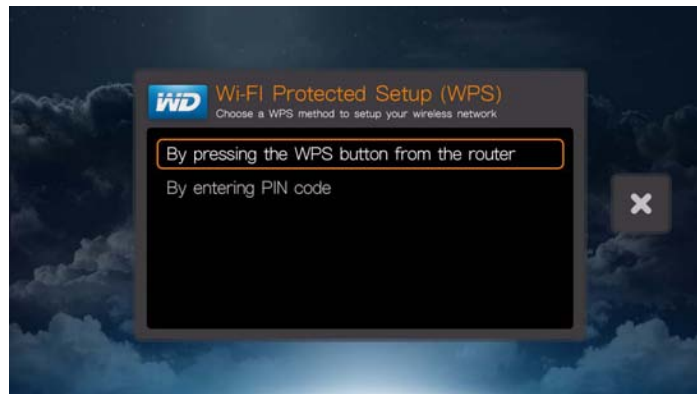 WD
Wi-FI Protected Setup (WPS)
Choose a WPS method to setup your wireless network
By pressing the WPS button from the router
By entering PIN code